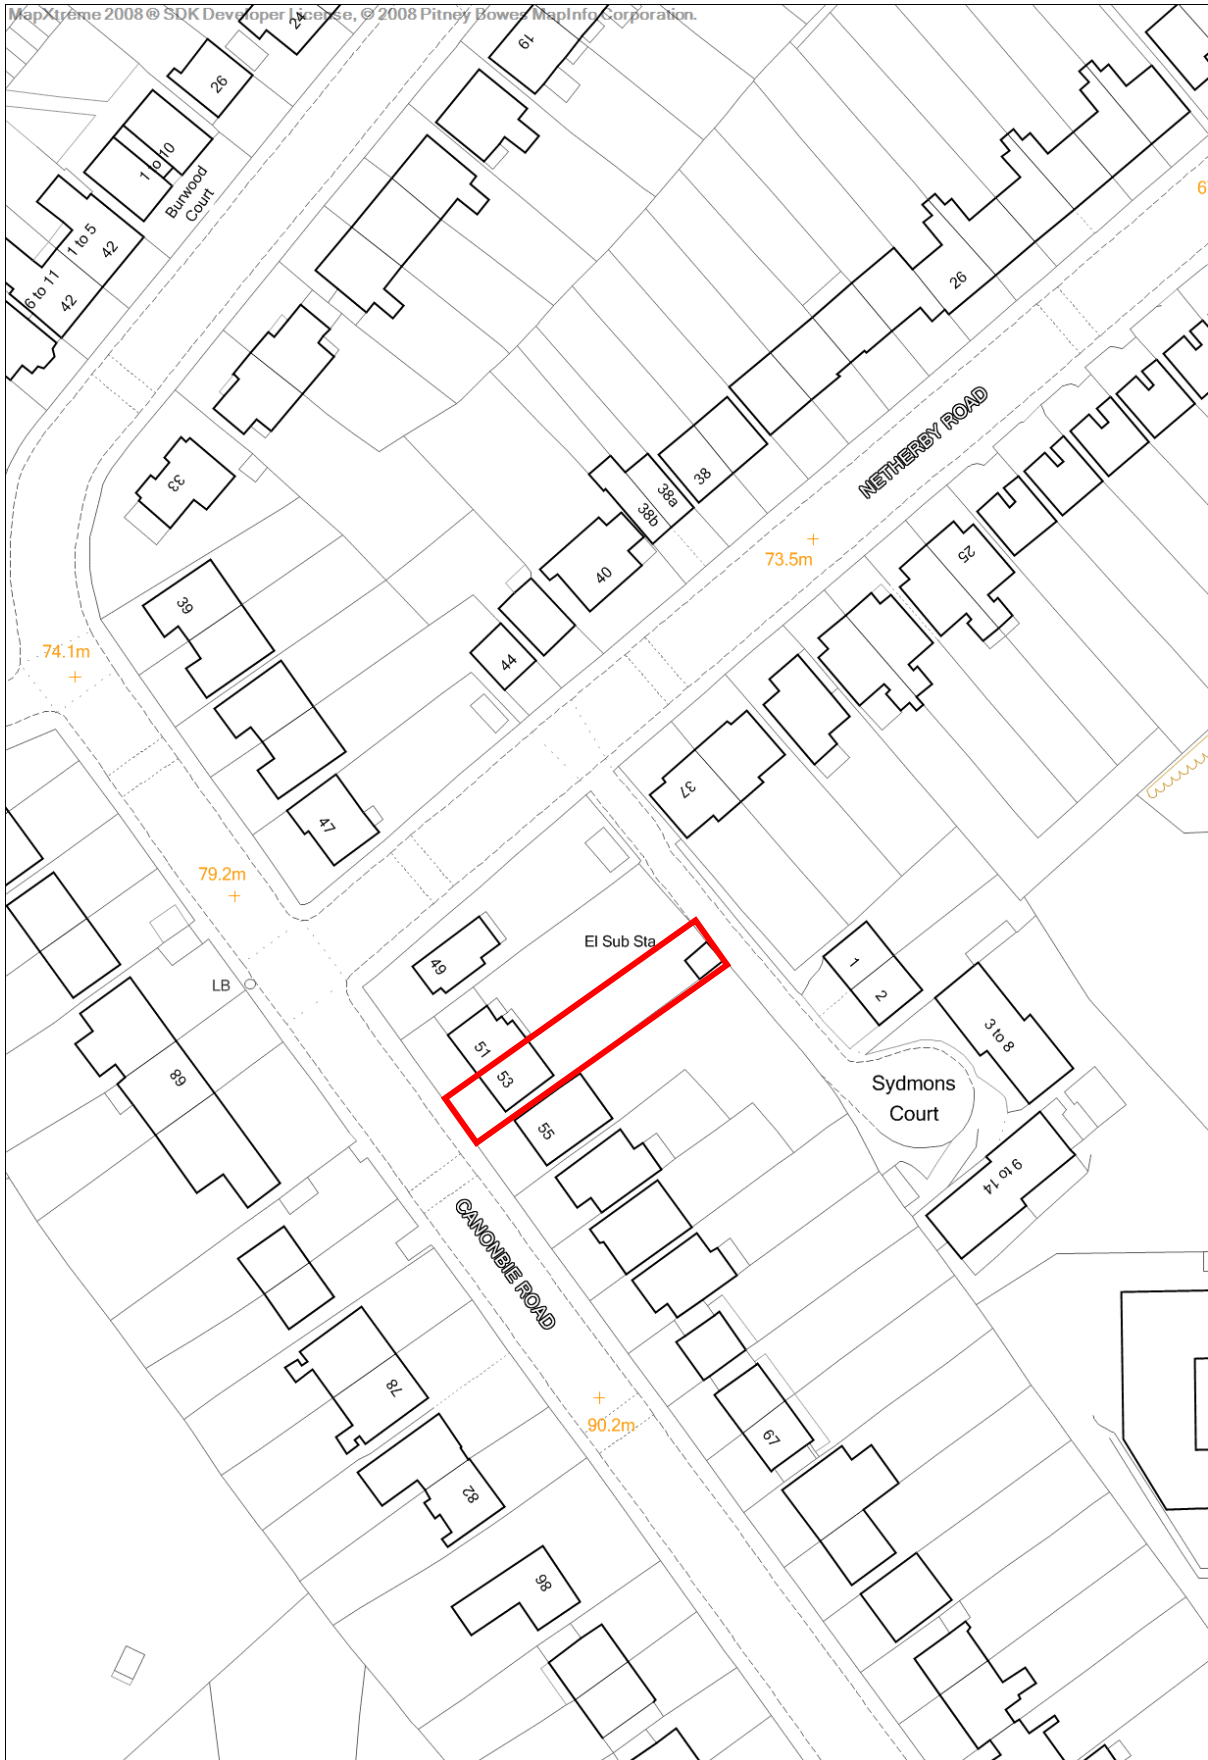 MapXtreme 2008 ® SDK Developer License, © 2008 Pitney Bowes MapInfo Corporation.
24
19
26
1 to 10
Burwood
Court
1 to 5
42
6 to 11
42
26
NETHERBY ROAD
33
38
38a
38b
73.5m
25
40
39
44
74.1m
37
47
79.2m
El Sub Sta
49
LB
1
2
51
3 to 8
53
89
Sydmons
Court
55
9 to 14
CANONBIE ROAD
78
90.2m
67
82
86